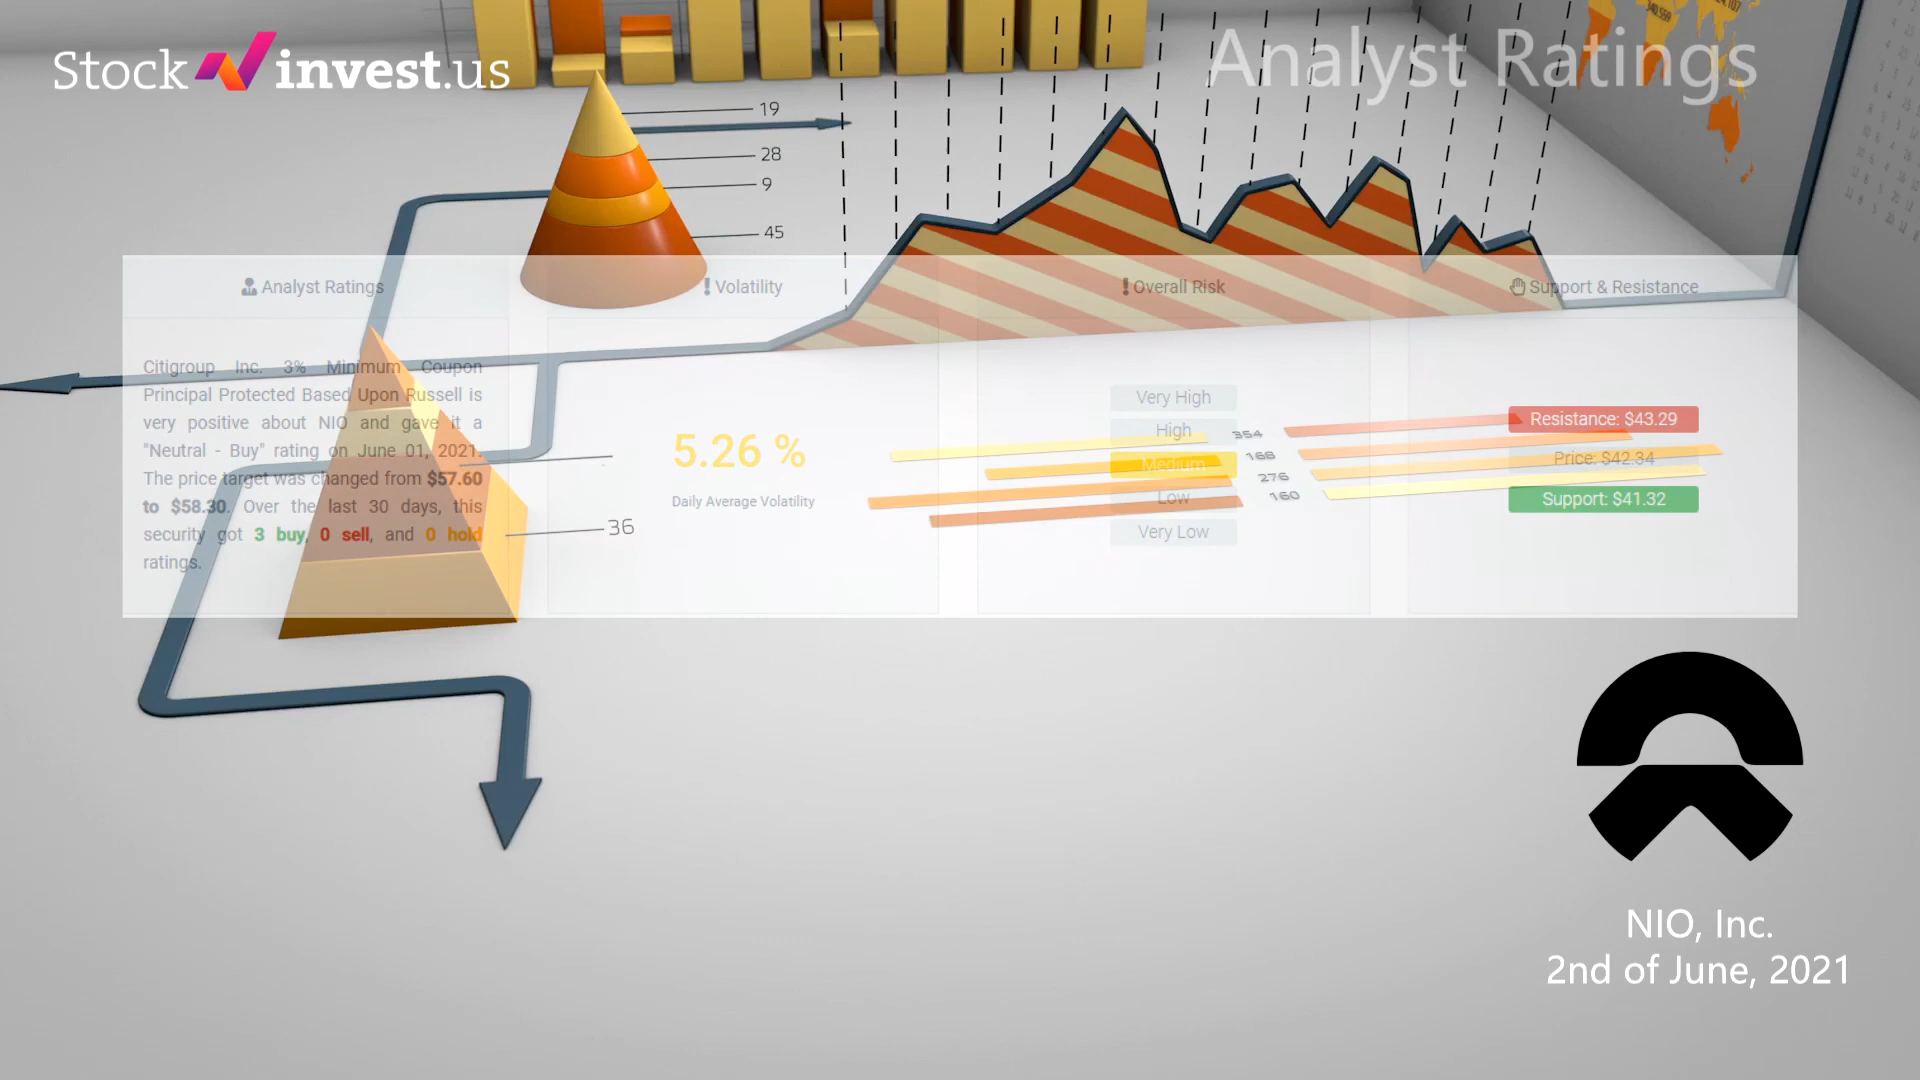 Stock invest.us
Analyst Ratings
340,559
19
28
9
45
36
Analyst Ratings
Citigroup Inc. 3% Minimum Coupon
Principal Protected Based Upon Russell is
very positive about NIO and gave it a
"Neutral - Buy" rating on June 01, 2021.
The price target was changed from $57.60
to $58.30. Over the last 30 days, this
security got 3 buy, 0 sell, and 0 hold
ratings.
Volatility
5.26 %
Daily Average Volatility
Overall Risk
Very High
High
Medium
Low
Very Low
354
168
276
160
Support & Resistance
Resistance: $43.29
Price: $42.34
Support: $41.32
NIO, Inc.
2nd of June, 2021